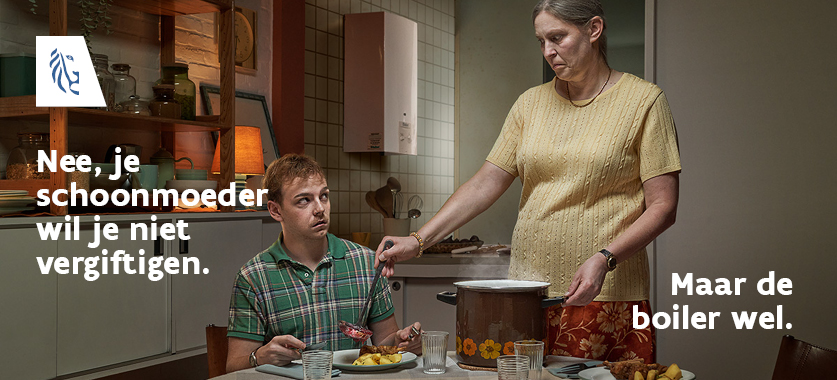 Nee, je
schoonmoeder
wil je niet
vergiftigen.
Maar de
boiler wel.